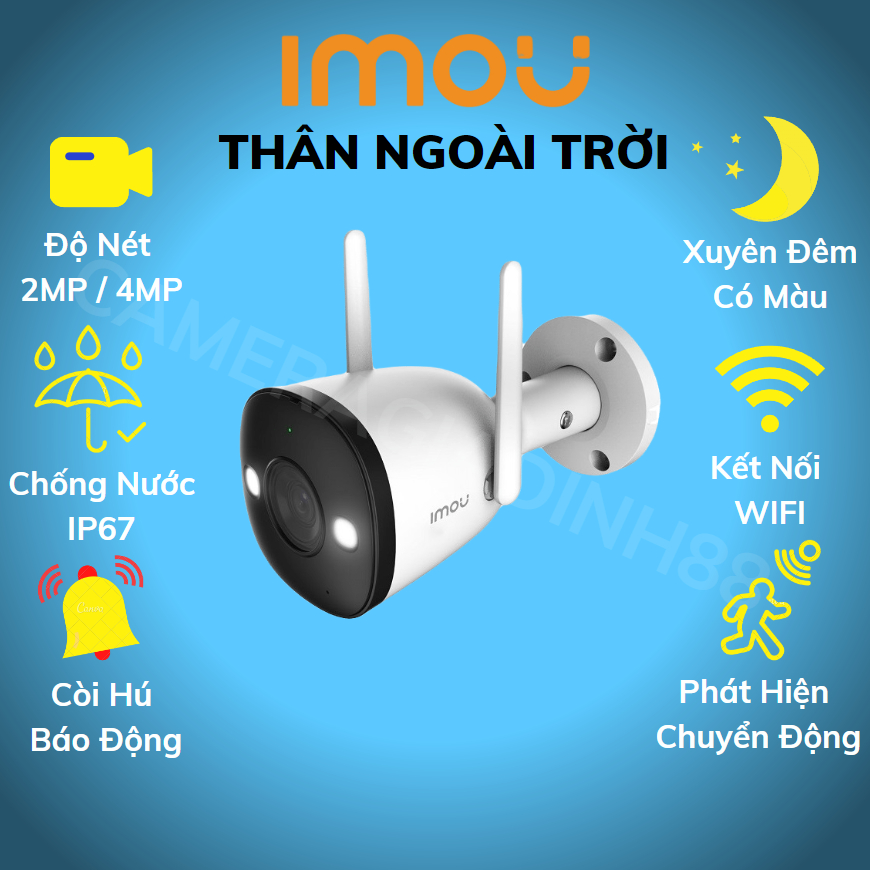 imou
THÂN NGOÀI TRỜI
Độ Nét
2MP / 4MP
Xuyên Đêm
Có Màu
Chống Nước
IP67
Kết Nối
WIFI
imou
Còi Hú
Báo Động
Phát Hiện
Chuyển Động